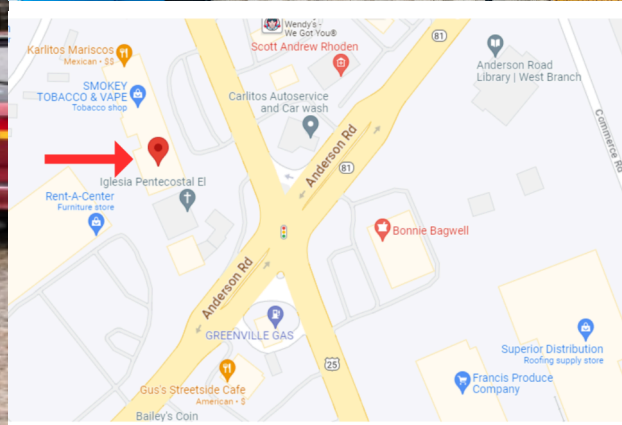 Wendy's -
We Got You®
81
Karlitos Mariscos
Mexican • $$
Scott Andrew Rhoden
Anderson Road
Library | West Branch
SMOKEY
TOBACCO & VAPE
Tobacco shop
Carlitos Autoservice
and Car wash
Commerce Rd
Anderson Rd
81
Iglesia Pentecostal El
Rent-A-Center
Furniture store
Bonnie Bagwell
Anderson Rd
GREENVILLE GAS
Superior Distribution
Roofing supply store
25
Gus's Streetside Cafe
American • $
Francis Produce
Company
Bailey's Coin